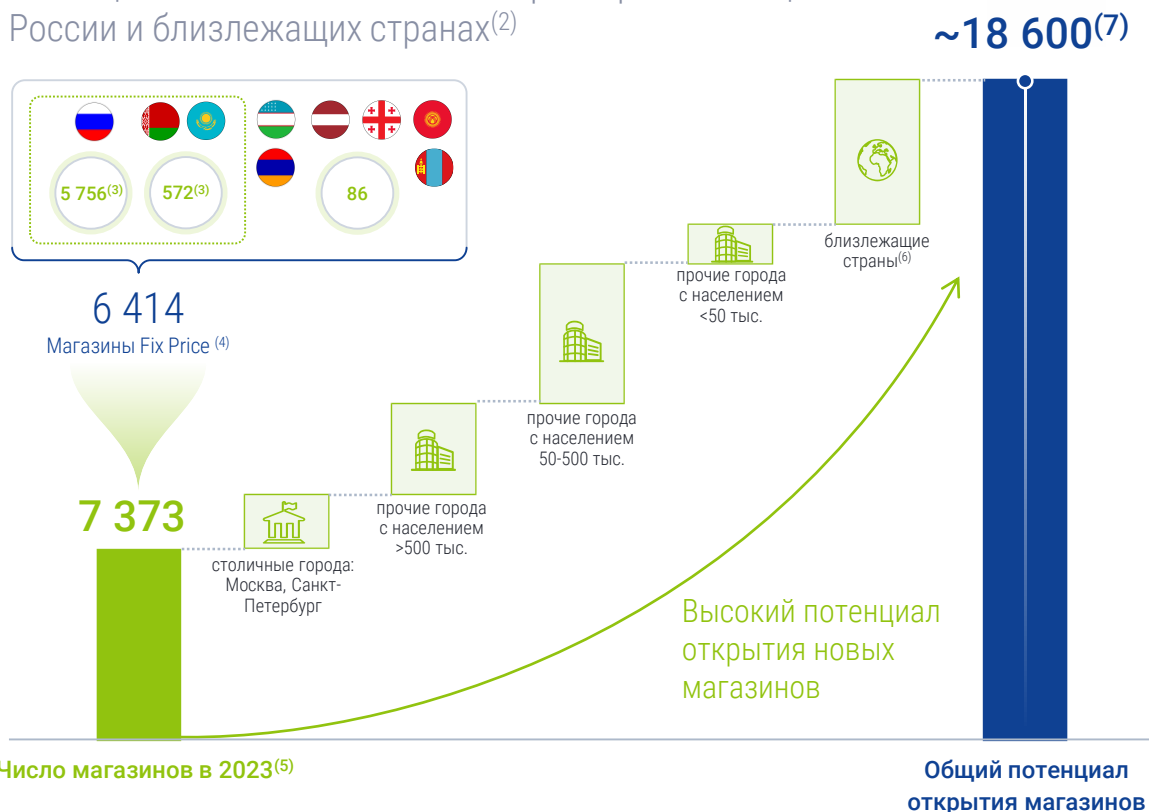 России и близлежащих странах(2)
~18 600(7)
5 756(3)
572(3)
86
6 414
Магазины Fix Price (4)
7 373
столичные города:
Москва, Санкт-
Петербург
прочие города
с населением
>500 тыс.
прочие города
с населением
50-500 тыс.
прочие города
с населением
<50 тыс.
близлежащие
страны(6)
Высокий потенциал
открытия новых
магазинов
Число магазинов в 2023(5)
Общий потенциал
открытия магазинов